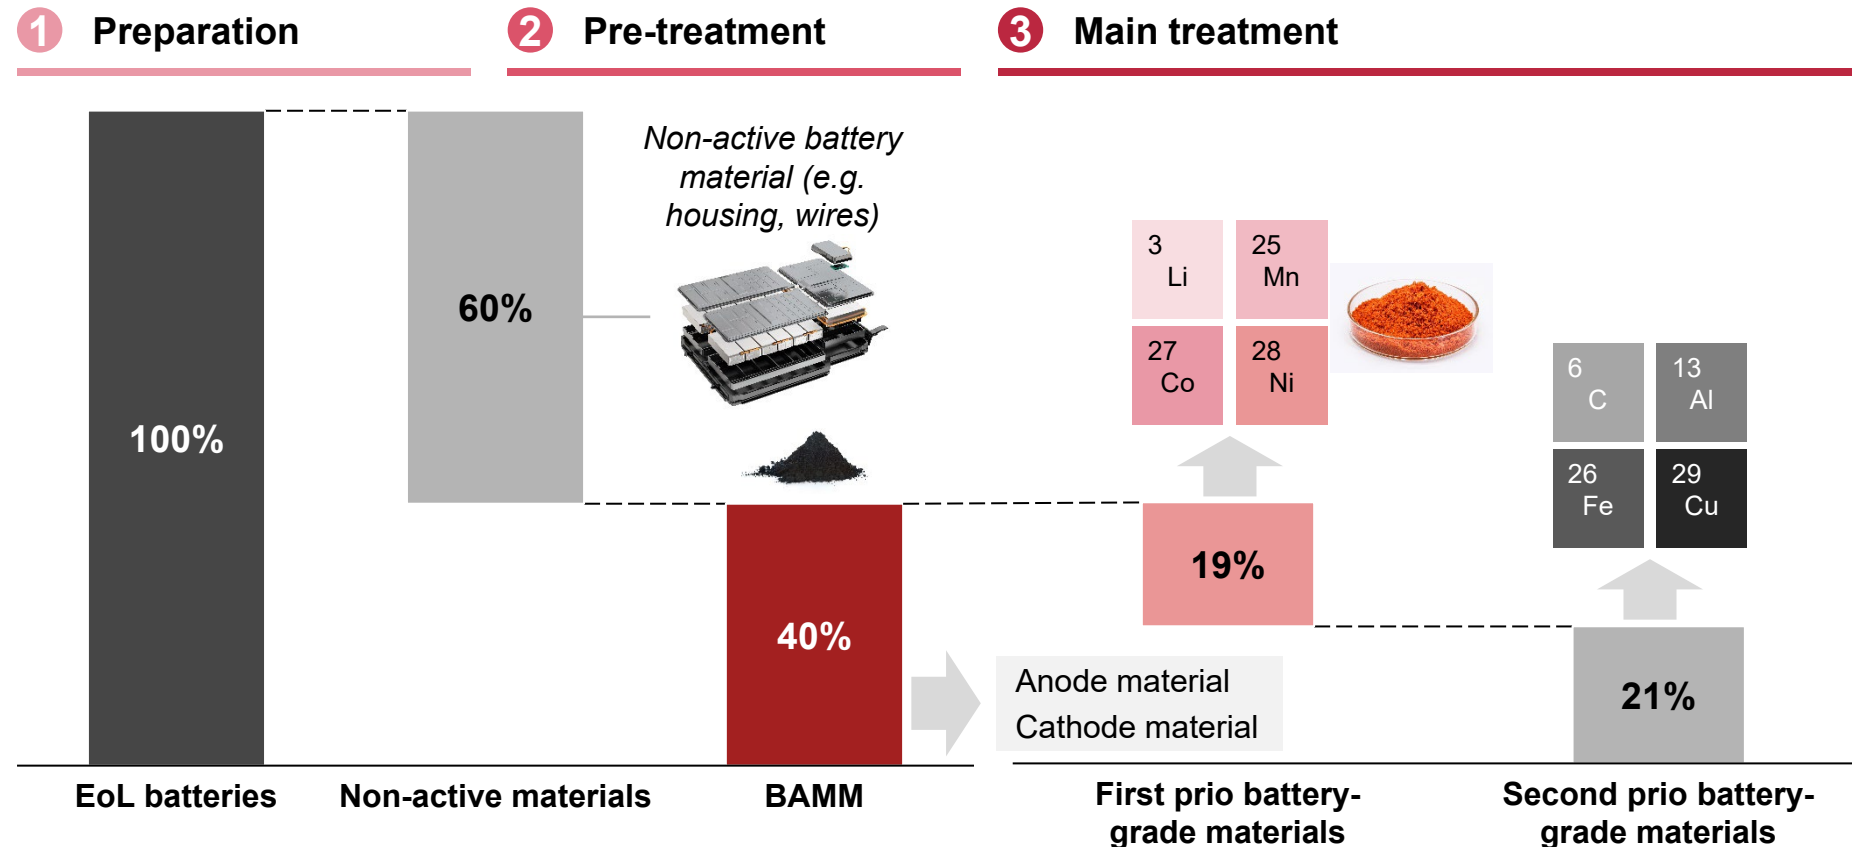 1 Preparation
2 Pre-treatment
3 Main treatment
Non-active battery
material (e.g.
housing, wires)
100%
60%
40%
19%
21%
3
Li
25
Mn
27
Co
28
Ni
6
C
13
Al
26
Fe
29
Cu
Anode material
Cathode material
EoL batteries
Non-active materials
BAMM
First prio battery-
grade materials
Second prio battery-
grade materials